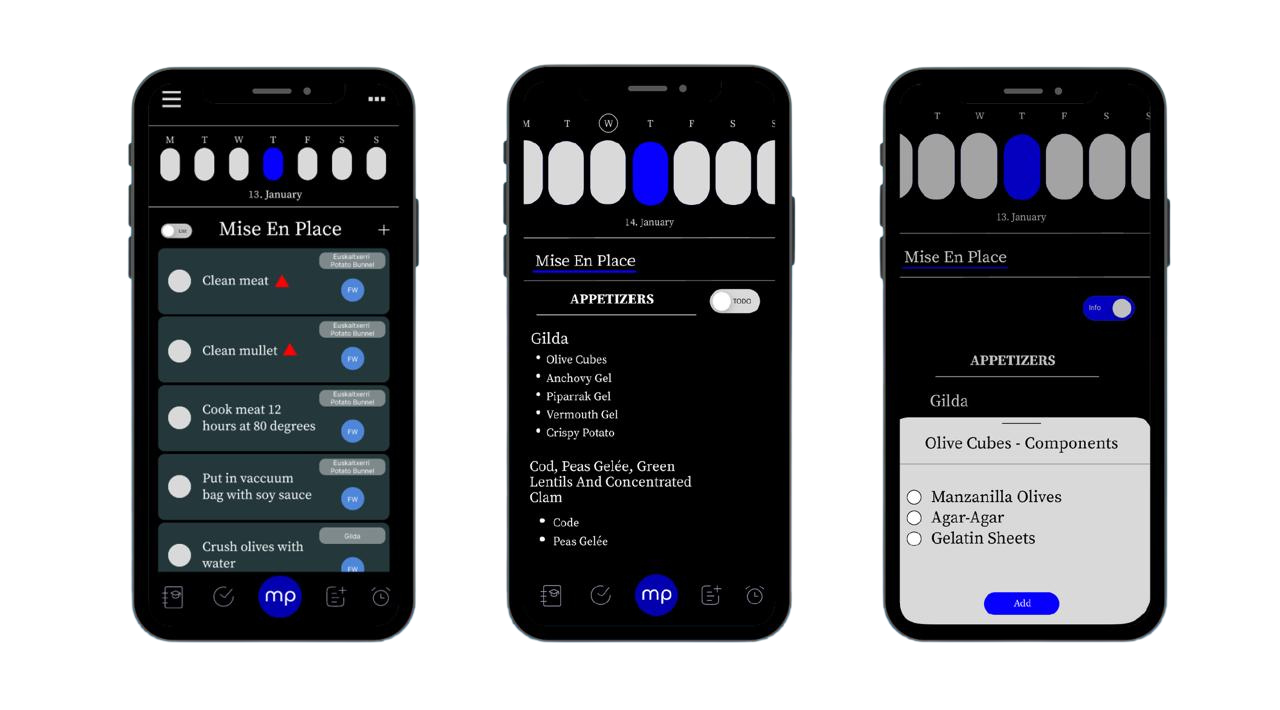 M T W T F S S
13. January
List
Mise En Place
+
Euskaltxerri
Potato Bunnel
Clean meat
FW
Euskaltxerri
Potato Bunnel
Clean mullet
FW
Euskaltxerri
Potato Bunnel
Cook meat 12
hours at 80 degrees
FW
Euskaltxerri
Potato Bunnel
Put in vaccuum
bag with soy sauce
FW
Gilda
Crush olives with
water
FW
mp
M T W T F S S
14. January
Mise En Place
APPETIZERS
TODO
Gilda
• Olive Cubes
• Anchovy Gel
• Piparrak Gel
• Vermouth Gel
• Crispy Potato
Cod, Peas Gelée, Green
Lentils And Concentrated
Clam
• Code
• Peas Gelée
mp
T W T F S S
13. January
Mise En Place
Info
APPETIZERS
Gilda
Olive Cubes - Components
Manzanilla Olives
Agar-Agar
Gelatin Sheets
Add